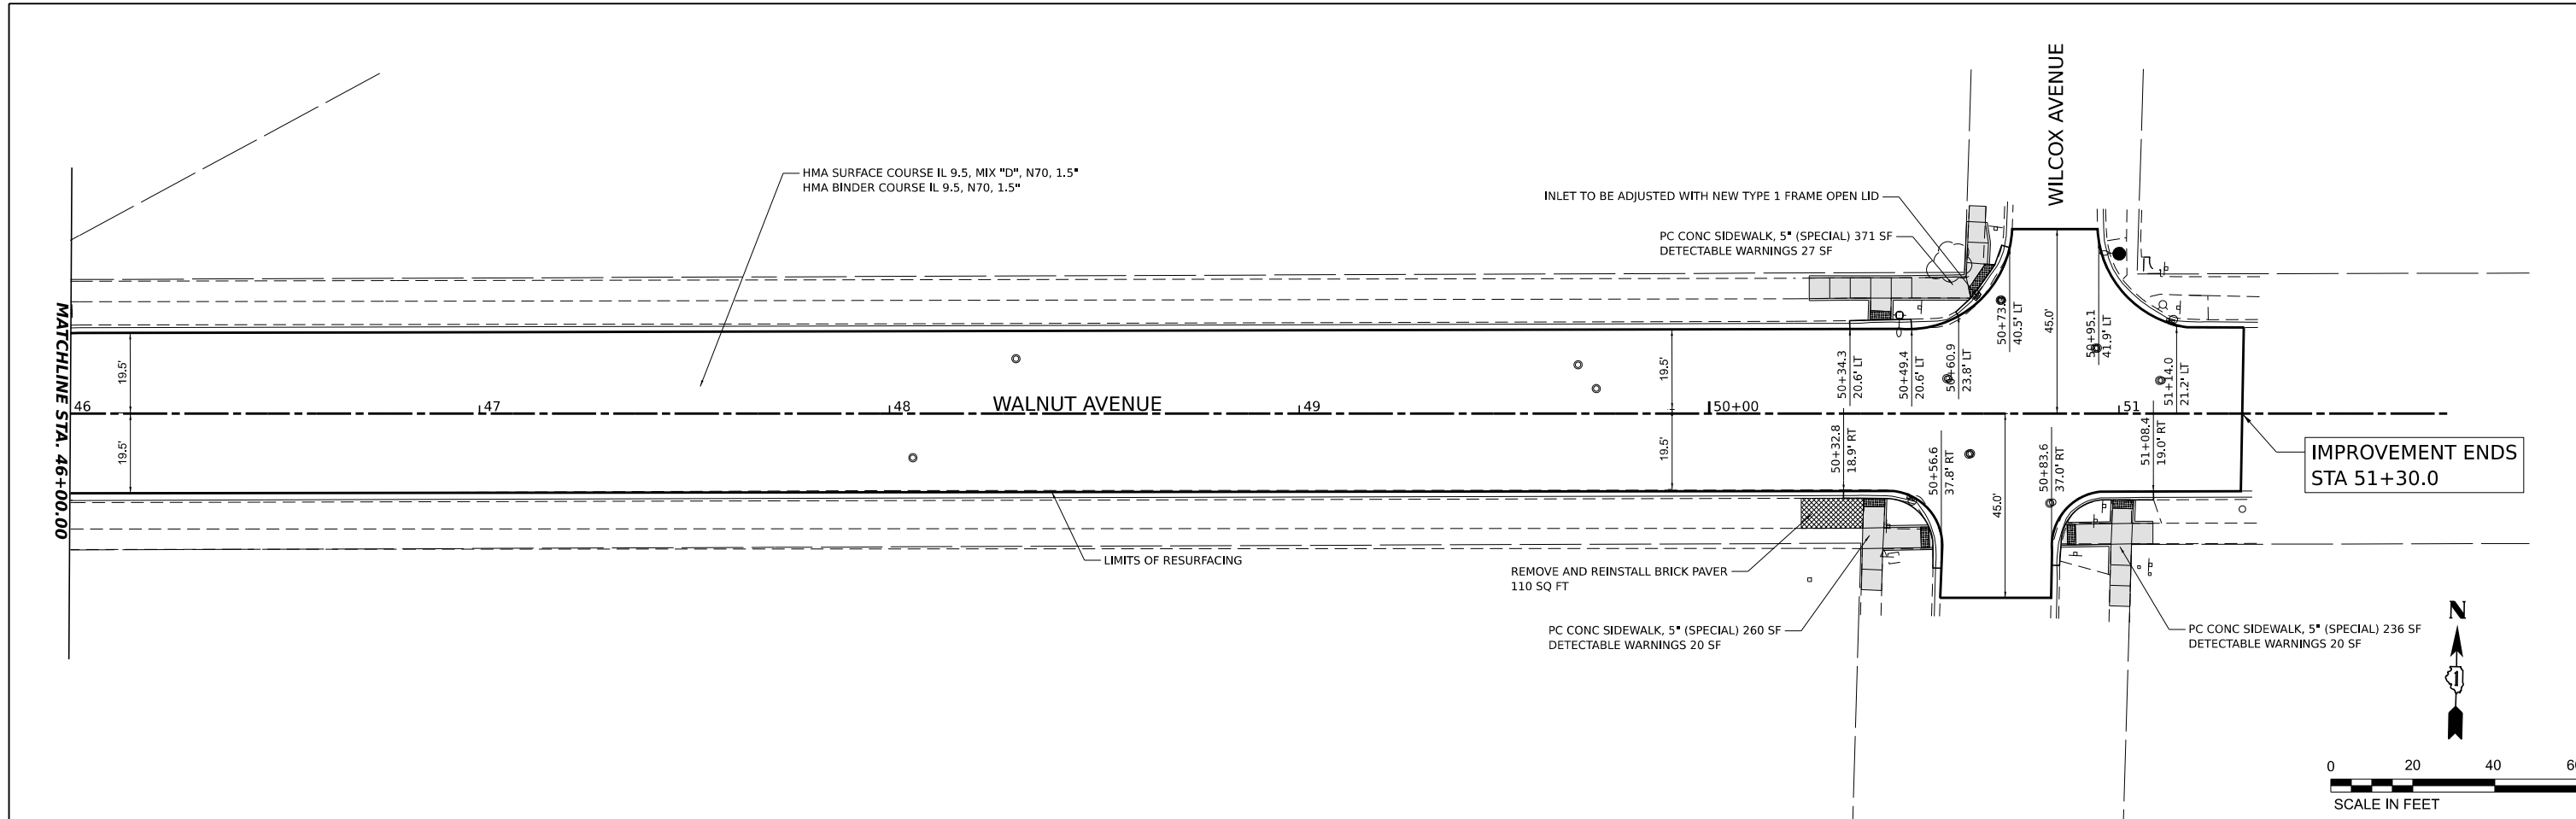 WILCOX AVENUE
HMA SURFACE COURSE IL 9.5, MIX "D", N70, 1.5"
HMA BINDER COURSE IL 9.5, N70, 1.5"
INLET TO BE ADJUSTED WITH NEW TYPE 1 FRAME OPEN LID
PC CONC SIDEWALK, 5" (SPECIAL) 371 SF
DETECTABLE WARNINGS 27 SF
MATCHLINE STA. 46+00.00
19.5'
19.5'
46
47
48
WALNUT AVENUE
49
50+00
51
19.5'
19.5'
50+34.3
20.6' LT
50+49.4
20.6' LT
50+60.9
23.8' LT
40.5' LT
45.0'
50+95.1
41.9' LT
51+14.0
21.2' LT
50+32.8
18.9' RT
50+56.6
37.8' RT
45.0'
50+83.6
37.0' RT
51+08.4
19.0' RT
IMPROVEMENT ENDS
STA 51+30.0
LIMITS OF RESURFACING
REMOVE AND REINSTALL BRICK PAVER
110 SQ FT
PC CONC SIDEWALK, 5" (SPECIAL) 260 SF
DETECTABLE WARNINGS 20 SF
PC CONC SIDEWALK, 5" (SPECIAL) 236 SF
DETECTABLE WARNINGS 20 SF
N
1
0 20 40
SCALE IN FEET